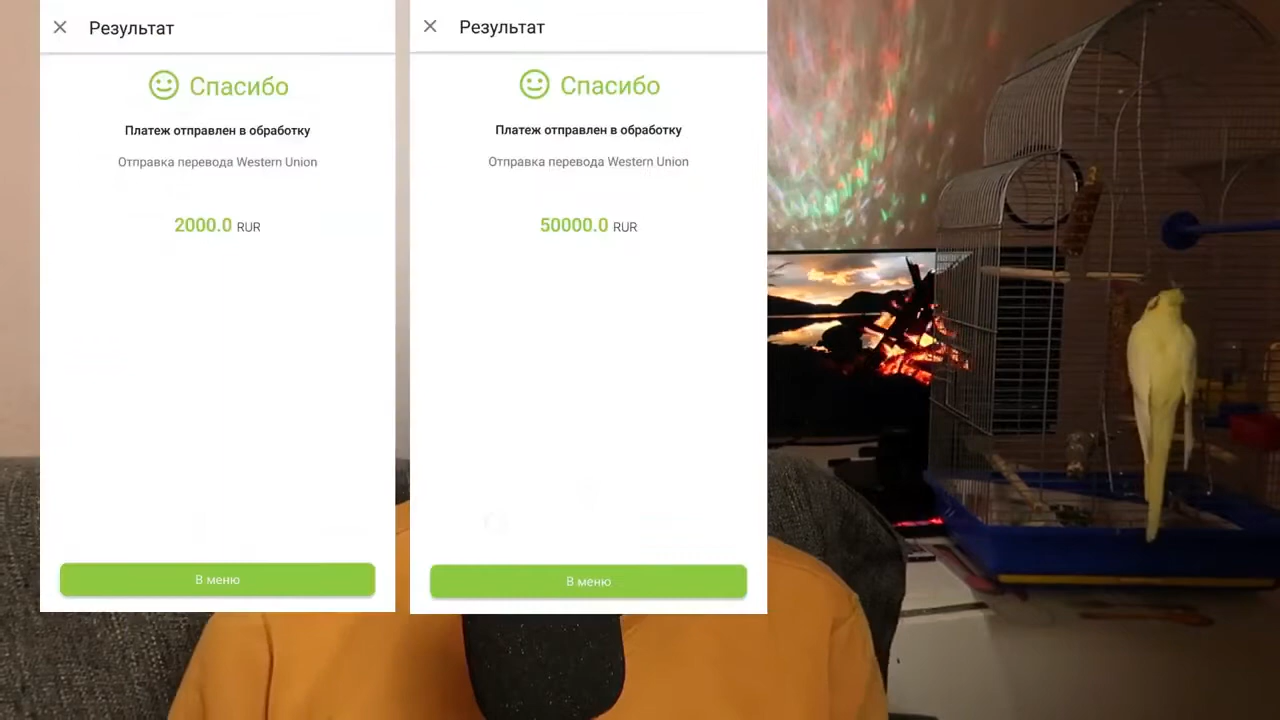 Результат
Спасибо
Платеж отправлен в обработку
Отправка перевода Western Union
2000.0 RUR
В меню
Результат
Спасибо
Платеж отправлен в обработку
Отправка перевода Western Union
50000.0 RUR
В меню